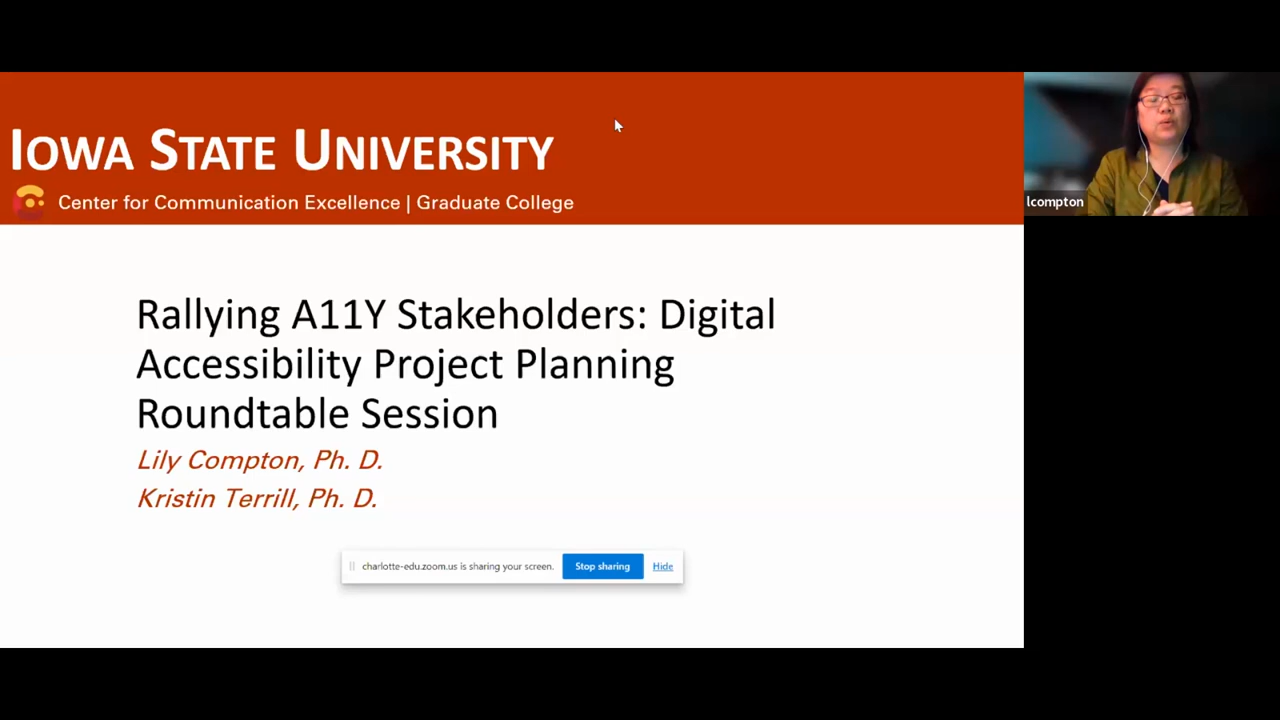 IOWA STATE UNIVERSITY
Center for Communication Excellence | Graduate College
lcompton
Rallying A11Y Stakeholders: Digital
Accessibility Project Planning
Roundtable Session
Lily Compton, Ph. D.
Kristin Terrill, Ph. D.
charlotte-edu.zoom.us is sharing your screen. Stop sharing Hide